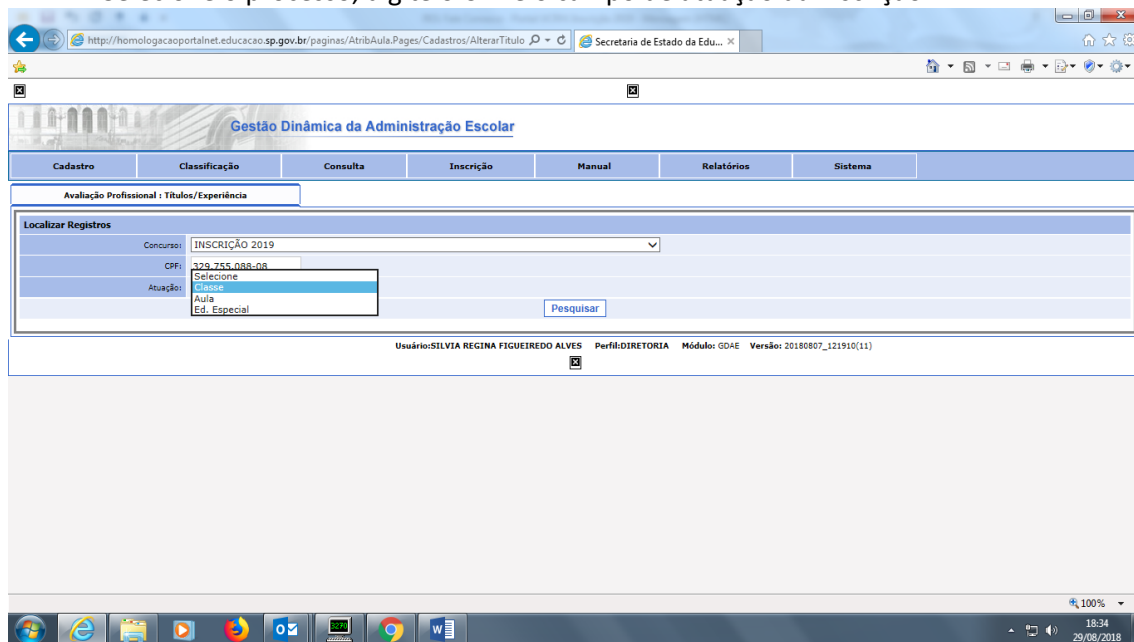 http://homologacaoportalnet.educacao.sp.gov.br/paginas/AtribAula.Pages/Cadastros/AlterarTitulo
Secretaria de Estado da Edu...
Gestão Dinâmica da Administração Escolar
Cadastro Classificação Consulta Inscrição Manual Relatórios Sistema
Avaliação Profissional : Títulos/Experiência
Localizar Registros
Concurso: INSCRIÇÃO 2019
CPF: 329.755.088-08
Selecione
Atuação: Classe
Aula
Ed. Especial
Pesquisar
Usuário:SILVIA REGINA FIGUEIREDO ALVES Perfil:DIRETORIA Módulo: GDAE Versão: 20180807_121910(11)
100%
3270
18:34
29/08/2018